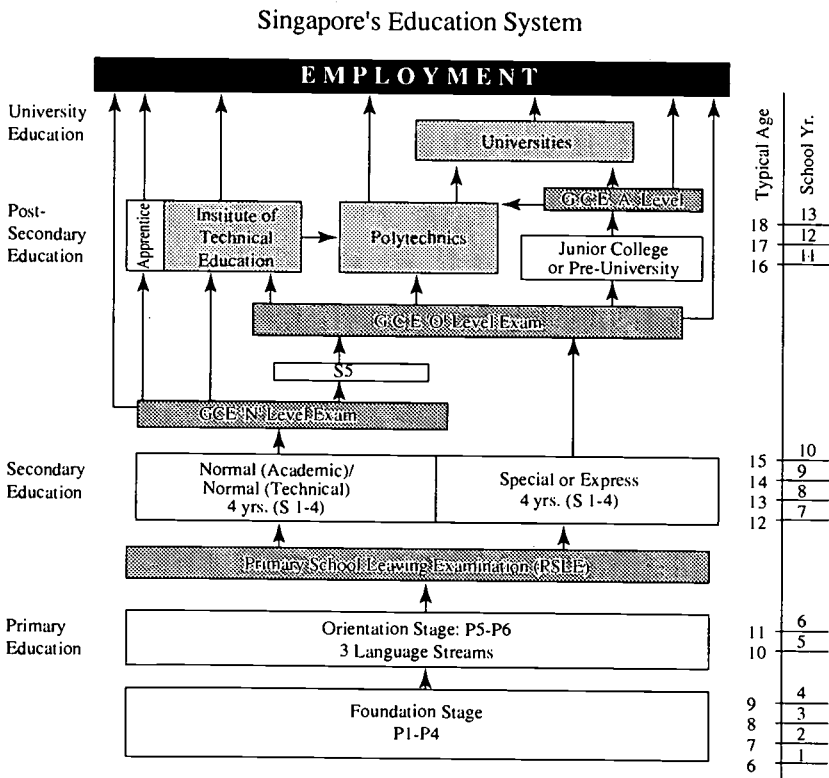 Singapore's Education System
EMPLOYMENT
University
Education
Universities
Typical Age
School Yr.
G C E 'A' Level
Post-
Secondary
Education
Apprentice
Institute of
Technical
Education
Polytechnics
Junior College
or Pre-University
18
17
16
13
12
11
G C E 'O' Level Exam
S5
GCE 'N' Level Exam
Secondary
Education
Normal (Academic)/
Normal (Technical)
4 yrs. (S 1-4)
Special or Express
4 yrs. (S 1-4)
15
14
13
12
10
9
8
7
Primary School Leaving Examination (RSLE)
Primary
Education
Orientation Stage: P5-P6
3 Language Streams
11
10
6
5
Foundation Stage
P1-P4
9
8
7
6
4
3
2
1